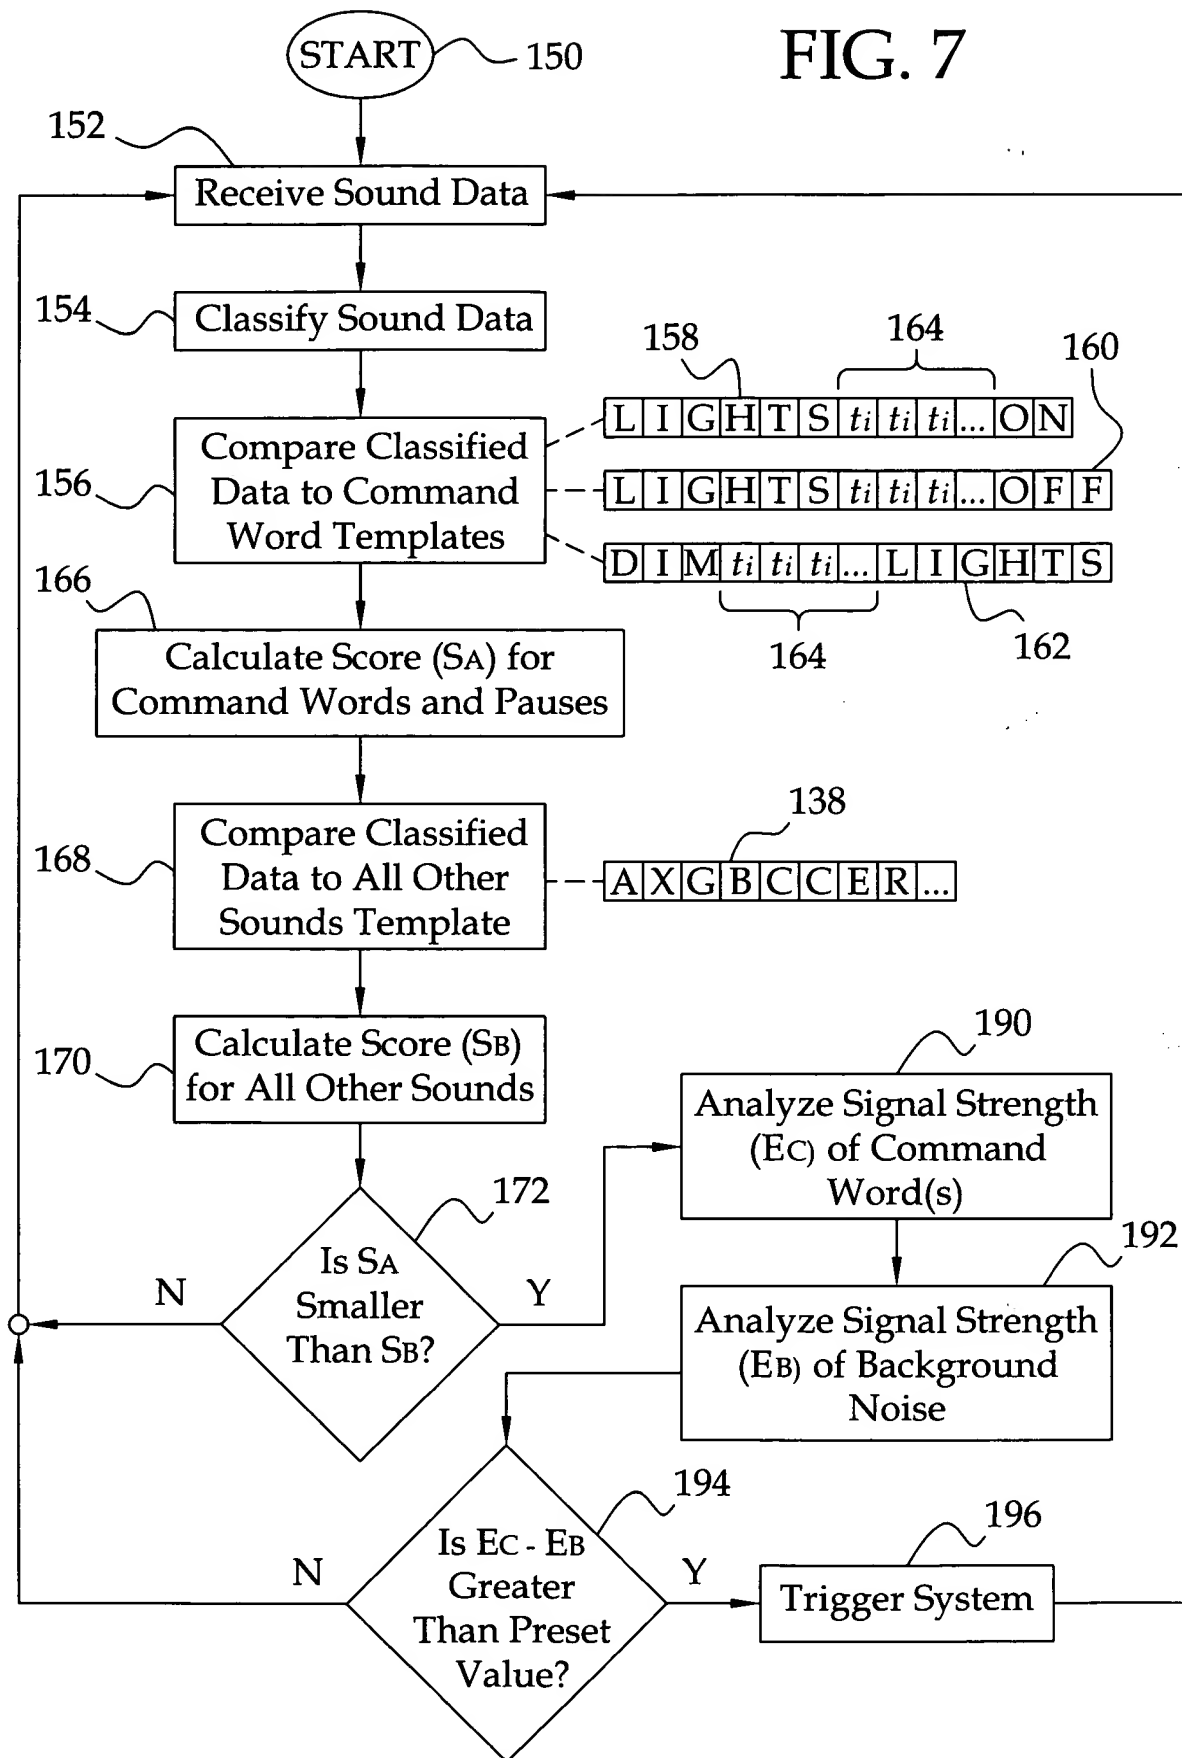 FIG. 7
START
150
152
Receive Sound Data
154
Classify Sound Data
158
164
160
L I G H T S ti ti ti ... O N
156
Compare Classified
Data to Command
Word Templates
L I G H T S ti ti ti ... O F F
D I M ti ti ti ... L I G H T S
164
162
166
Calculate Score (SA) for
Command Words and Pauses
138
168
Compare Classified
Data to All Other
Sounds Template
A X G B C C E R ...
170
Calculate Score (SB)
for All Other Sounds
190
Analyze Signal Strength
(EC) of Command
Word(s)
172
Is SA
Smaller
Than SB?
N
Y
192
Analyze Signal Strength
(EB) of Background
Noise
194
Is EC - EB
Greater
Than Preset
Value?
N
Y
196
Trigger System